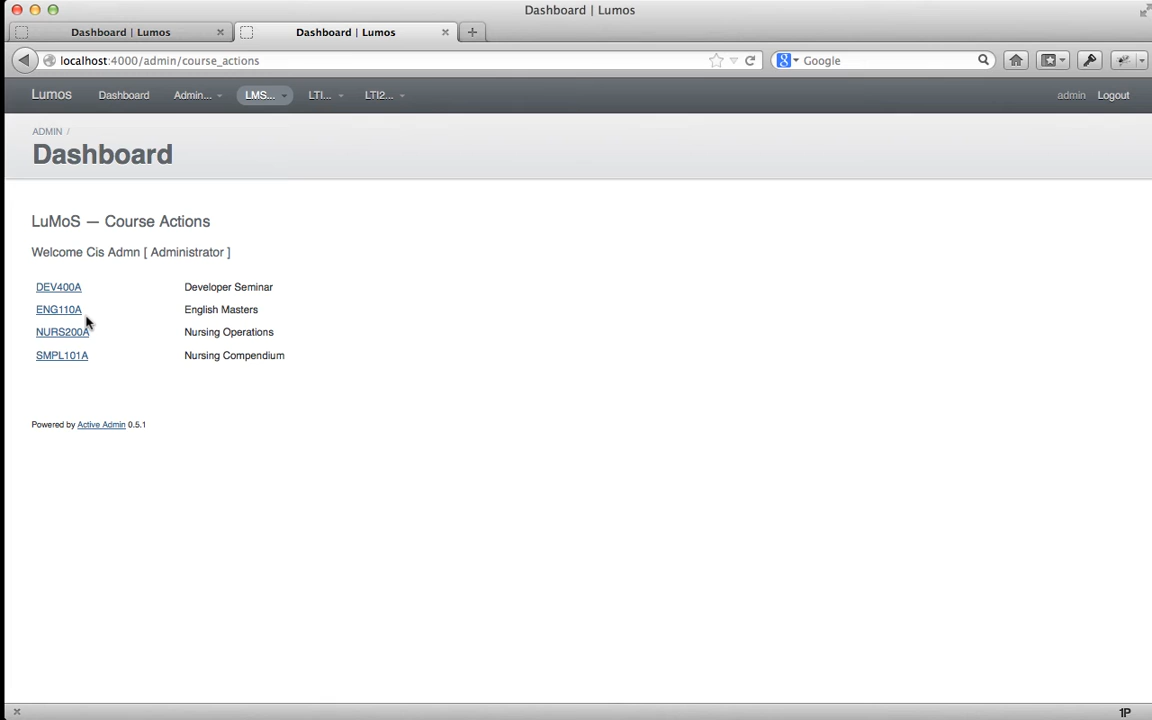 Dashboard | Lumos
Dashboard | Lumos
Dashboard | Lumos
localhost:4000/admin/course_actions
Google
Lumos Dashboard Admin... LMS... LTI... LTI2... admin Logout
ADMIN /
Dashboard
LuMoS — Course Actions
Welcome Cis Admn [ Administrator ]
DEV400A Developer Seminar
ENG110A English Masters
NURS200A Nursing Operations
SMPL101A Nursing Compendium
Powered by Active Admin 0.5.1
1P